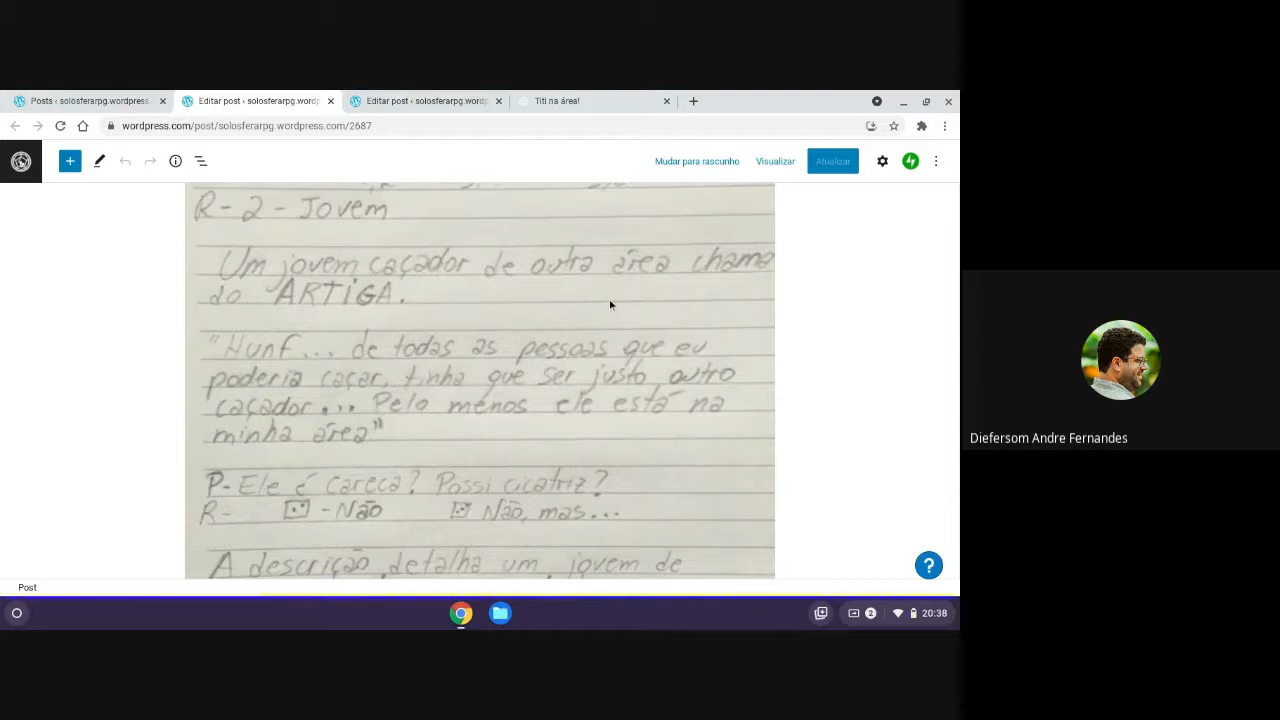 Posts ‹ solosferarpg.wordpress.
Editar post ‹ solosferarpg.wordp
Editar post ‹ solosferarpg.wordp
Titi na área!
wordpress.com/post/solosferarpg.wordpress.com/2687
Mudar para rascunho
Visualizar
Atualizar
R - 2 - Jovem
Um jovem caçador de outra área chama
do ARTIGA.
"Hunf... de todas as pessoas que eu
poderia caçar, tinha que ser justo outro
caçador... Pelo menos ele está na
minha área"
P- Ele é careca? Possi cicatriz?
R- - Não Não, mas...
A descrição detalha um jovem de
Post
?
2
20:38
Diefersom Andre Fernandes